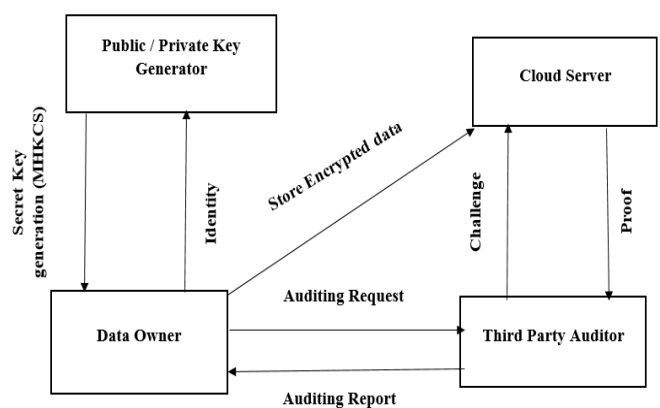 Public / Private Key
Generator
Cloud Server
Secret Key
generation (MHKCS)
Identity
Store Encrypted data
Challenge
Proof
Auditing Request
Data Owner
Third Party Auditor
Auditing Report